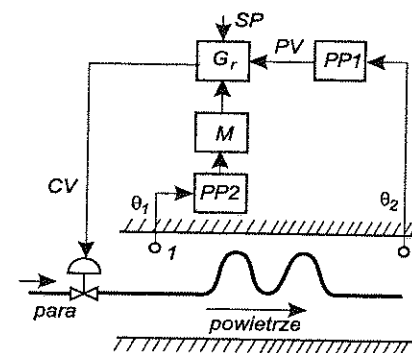 SP
G_r
PV
PP1
M
CV
θ_1
PP2
θ_2
1
para
powietrze